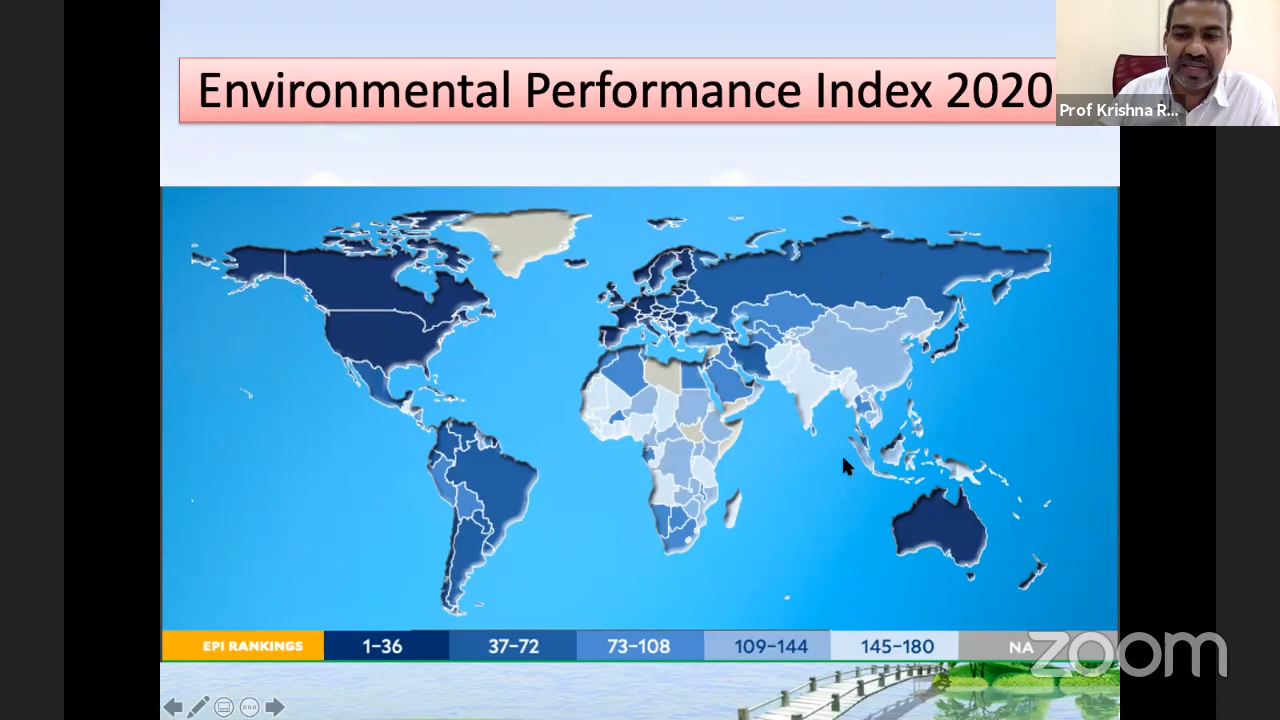 Environmental Performance Index 2020
Prof Krishna R...
EPI RANKINGS
1–36
37–72
73–108
109–144
145–180
NA
zoom